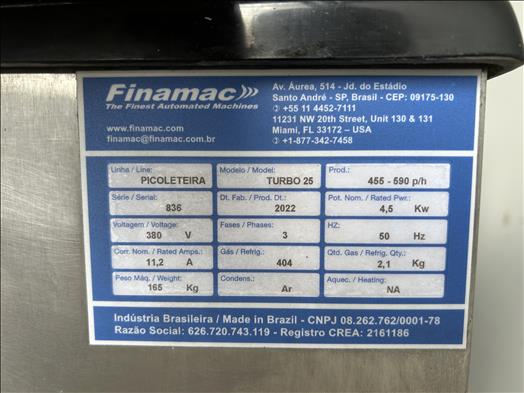 Finamac
The Finest Automated Machines
www.finamac.com
finamac@finamac.com.br
Av. Áurea, 514 - Jd. do Estádio
Santo André - SP, Brasil - CEP: 09175-130
+55 11 4452-7111
11231 NW 20th Street, Unit 130 & 131
Miami, FL 33172 – USA
+1-877-342-7458
Linha / Line: PICOLETEIRA
Modelo / Model: TURBO 25
Prod.: 455 - 590 p/h
Série / Serial: 836
Dt. Fab. / Prod. Dt.: 2022
Pot. Nom. / Rated Pwr.: 4,5 Kw
Voltagem / Voltage: 380 V
Fases / Phases: 3
HZ: 50 Hz
Corr. Nom. / Rated Amps.: 11,2 A
Gás / Refrig.: 404
Qtd. Gas / Refrig. Qty.: 2,1 Kg
Peso Máq. / Weight: 165 Kg
Condens.: Ar
Aquec. / Heating: NA
Indústria Brasileira / Made in Brazil - CNPJ 08.262.762/0001-78
Razão Social: 626.720.743.119 - Registro CREA: 2161186